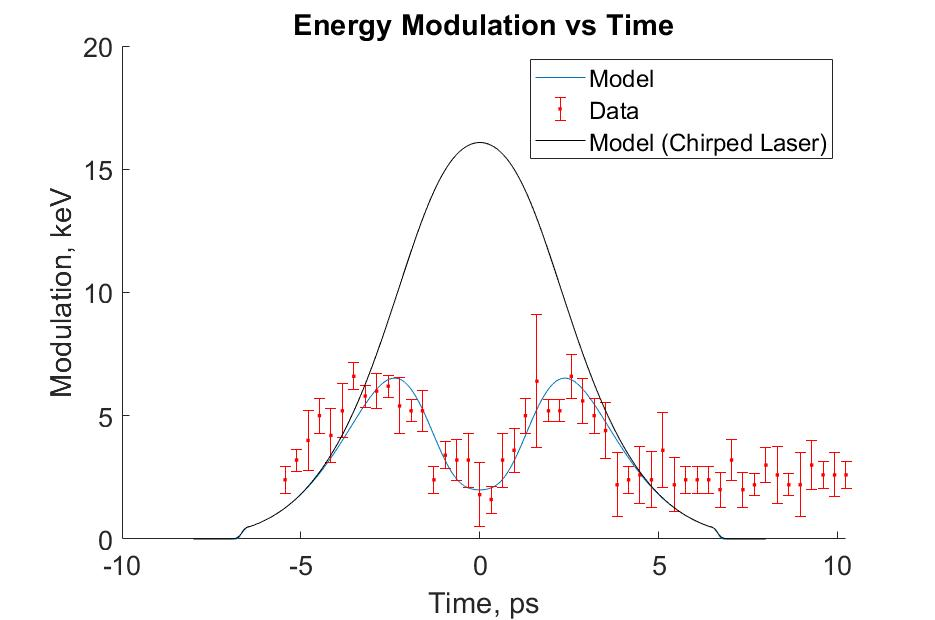 Energy Modulation vs Time
20
15
10
5
0
Modulation, keV
Model
Data
Model (Chirped Laser)
-10
-5
0
5
10
Time, ps